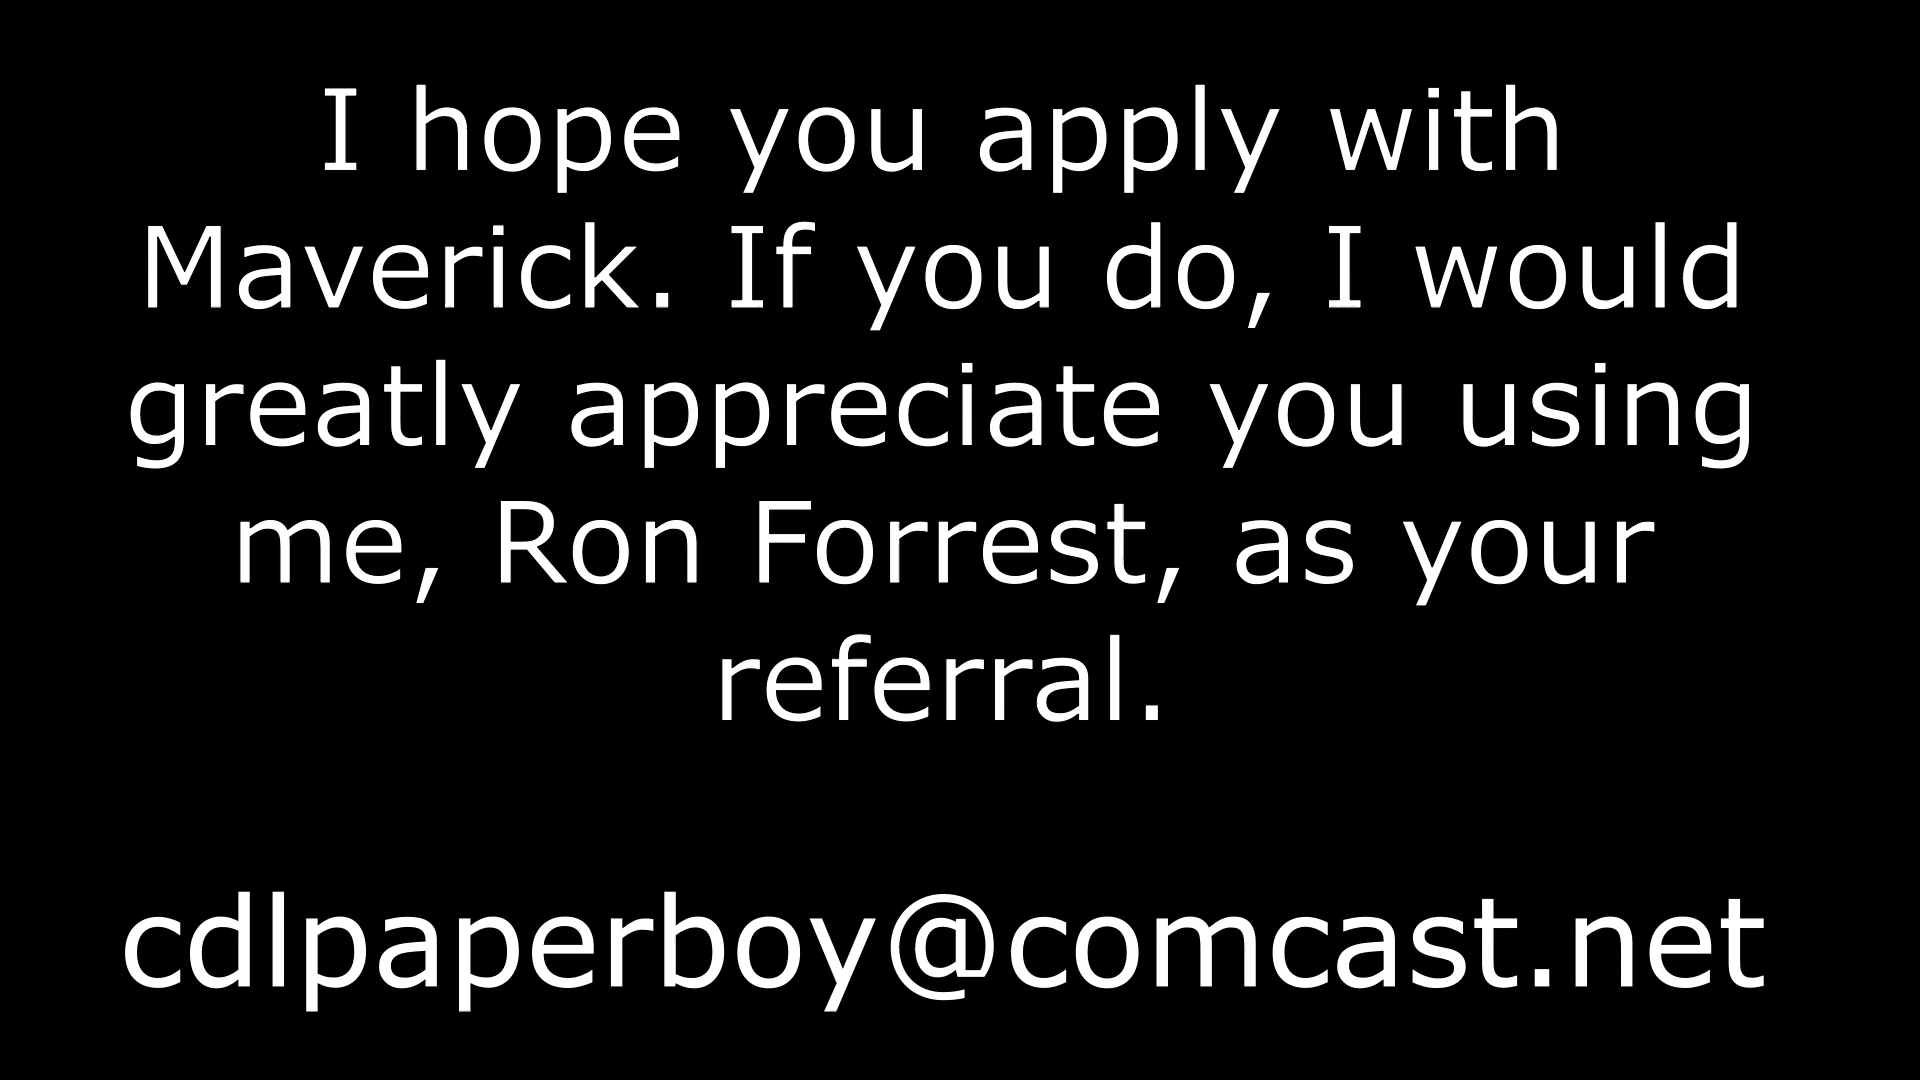 I hope you apply with
Maverick. If you do, I would
greatly appreciate you using
me, Ron Forrest, as your
referral.
cdlpaperboy@comcast.net